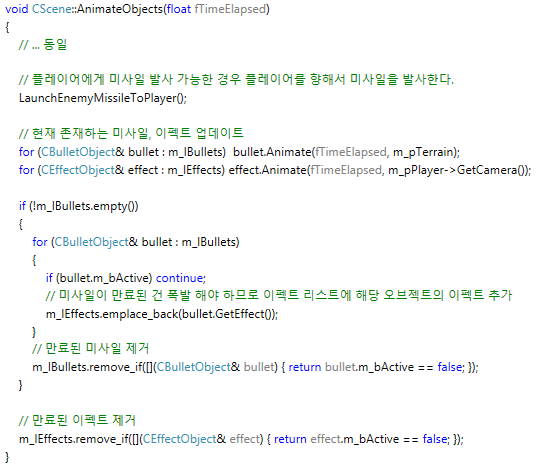 void CScene::AnimateObjects(float fTimeElapsed)
{
// ... 동일
// 플레이어에게 미사일 발사 가능한 경우 플레이어를 향해서 미사일을 발사한다.
LaunchEnemyMissileToPlayer();
// 현재 존재하는 미사일, 이펙트 업데이트
for (CBulletObject& bullet : m_lBullets)  bullet.Animate(fTimeElapsed, m_pTerrain);
for (CEffectObject& effect : m_lEffects) effect.Animate(fTimeElapsed, m_pPlayer->GetCamera());
if (!m_lBullets.empty())
{
for (CBulletObject& bullet : m_lBullets)
{
if (bullet.m_bActive) continue;
// 미사일이 만료된 건 폭발 해야 하므로 이펙트 리스트에 해당 오브젝트의 이펙트 추가
m_lEffects.emplace_back(bullet.GetEffect());
}
// 만료된 미사일 제거
m_lBullets.remove_if([](CBulletObject& bullet) { return bullet.m_bActive == false; });
}
// 만료된 이펙트 제거
m_lEffects.remove_if([](CEffectObject& effect) { return effect.m_bActive == false; });
}